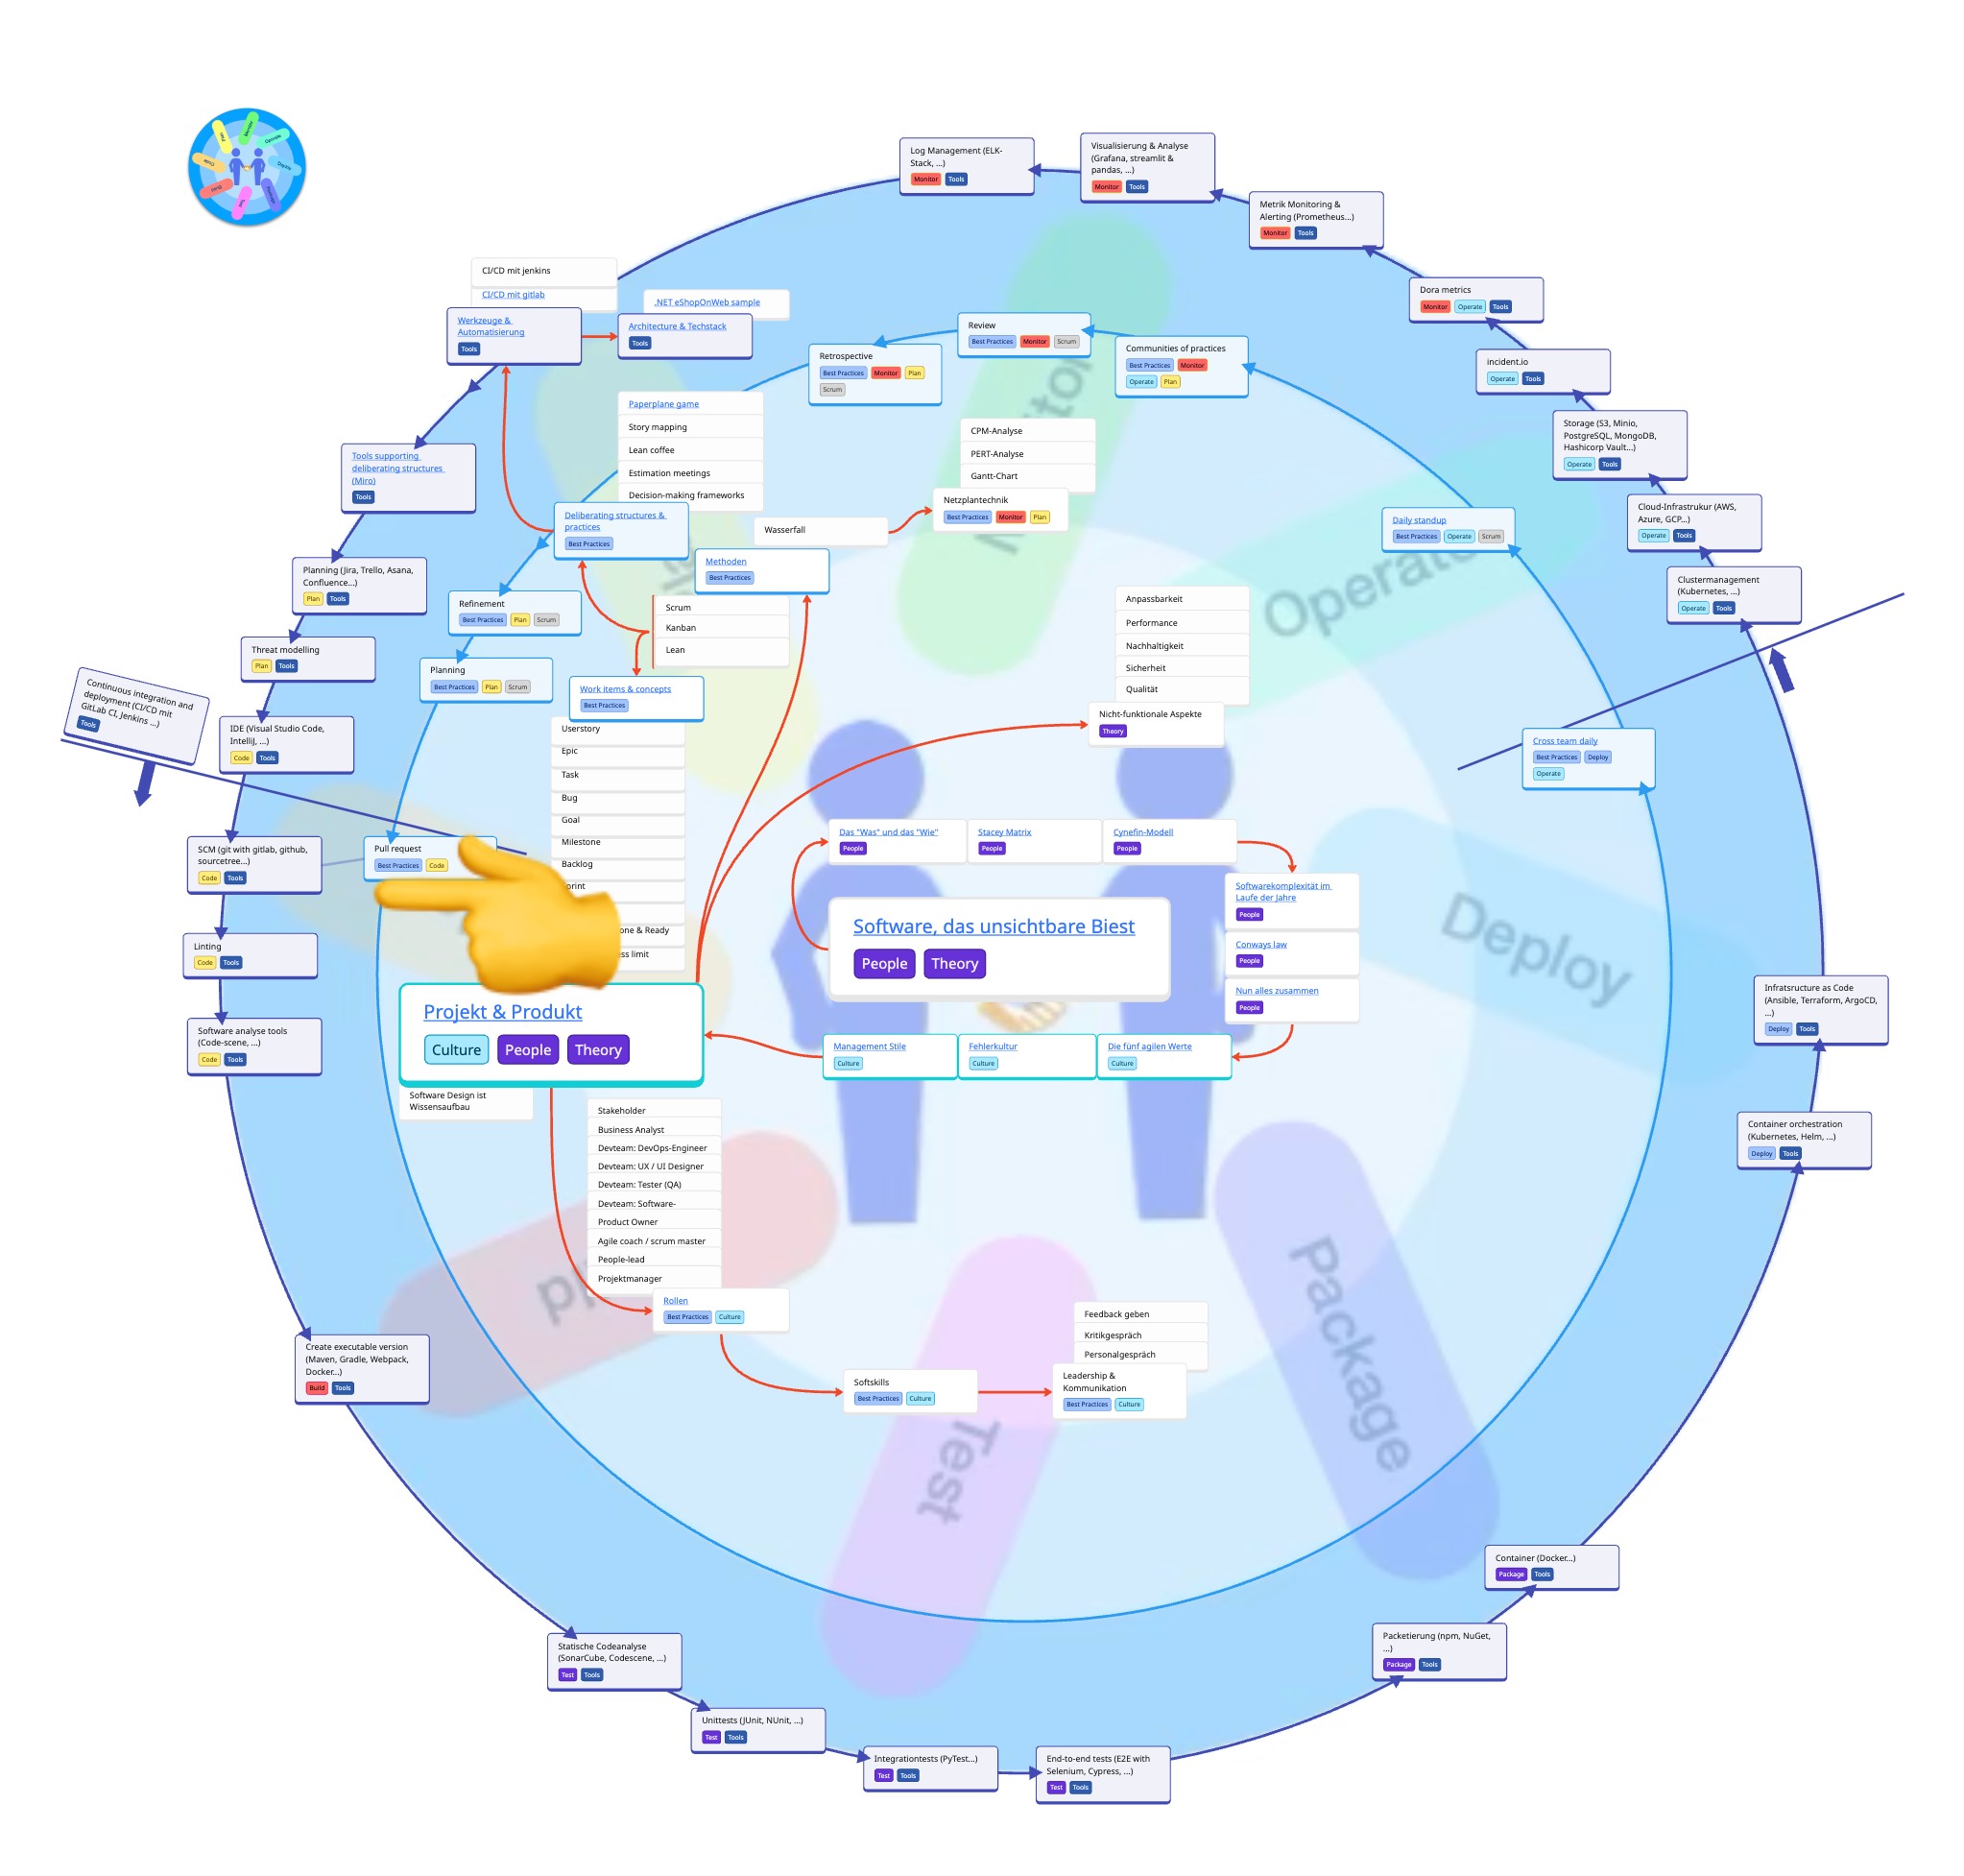 Log Management (ELK-
Stack, ...)
Monitor Tools
Visualisierung & Analyse
(Grafana, streamlit &
pandas, ...)
Monitor Tools
Metrik Monitoring &
Alerting (Prometheus...)
Monitor Tools
Dora metrics
Monitor Operate Tools
incident.io
Operate Tools
Storage (S3, Minio,
PostgreSQL, MongoDB,
Hashicorp Vault...)
Operate Tools
Cloud-Infrastrukur (AWS,
Azure, GCP...)
Operate Tools
Clustermanagement
(Kubernetes, ...)
Operate Tools
CI/CD mit jenkins
CI/CD mit gitlab
Werkzeuge &
Automatisierung
Tools
.NET eShopOnWeb sample
Architecture & Techstack
Tools
Review
Best Practices Monitor Scrum
Retrospective
Best Practices Monitor Plan
Scrum
Communities of practices
Best Practices Monitor
Operate Plan
Paperplane game
Story mapping
Lean coffee
Estimation meetings
Decision-making frameworks
Deliberating structures &
practices
Best Practices
CPM-Analyse
PERT-Analyse
Gantt-Chart
Netzplantechnik
Best Practices Monitor Plan
Wasserfall
Methoden
Best Practices
Daily standup
Best Practices Operate Scrum
Operate
Tools supporting
deliberating structures
(Miro)
Tools
Planning (Jira, Trello, Asana,
Confluence...)
Plan Tools
Refinement
Best Practices Plan Scrum
Scrum
Kanban
Lean
Anpassbarkeit
Performance
Nachhaltigkeit
Sicherheit
Qualität
Nicht-funktionale Aspekte
Theory
Threat modelling
Plan Tools
Planning
Best Practices Plan Scrum
Work items & concepts
Best Practices
Continuous integration and
deployment (CI/CD mit
GitLab CI, Jenkins ...)
Tools
IDE (Visual Studio Code,
IntelliJ, ...)
Code Tools
Userstory
Epic
Task
Bug
Goal
Milestone
Backlog
print
one & Ready
ess limit
Cross team daily
Best Practices Deploy
Operate
SCM (git with gitlab, github,
sourcetree...)
Code Tools
Pull request
Best Practices Code
Das "Was" und das "Wie"
People
Stacey Matrix
People
Cynefin-Modell
People
Softwarekomplexität im
Laufe der Jahre
People
Conways law
People
Nun alles zusammen
People
Software, das unsichtbare Biest
People Theory
Deploy
Linting
Code Tools
Software analyse tools
(Code-scene, ...)
Code Tools
Projekt & Produkt
Culture People Theory
Management Stile
Culture
Fehlerkultur
Culture
Die fünf agilen Werte
Culture
Infratsructure as Code
(Ansible, Terraform, ArgoCD,
...)
Deploy Tools
Software Design ist
Wissensaufbau
Stakeholder
Business Analyst
Devteam: DevOps-Engineer
Devteam: UX / UI Designer
Devteam: Tester (QA)
Devteam: Software-
Product Owner
Agile coach / scrum master
People-lead
Projektmanager
Rollen
Best Practices Culture
Container orchestration
(Kubernetes, Helm, ...)
Deploy Tools
Package
Feedback geben
Kritikgespräch
Personalgespräch
Leadership &
Kommunikation
Best Practices Culture
Softskills
Best Practices Culture
Test
Create executable version
(Maven, Gradle, Webpack,
Docker...)
Build Tools
Container (Docker...)
Package Tools
Packetierung (npm, NuGet,
...)
Package Tools
Statische Codeanalyse
(SonarCube, Codescene, ...)
Test Tools
Unittests (JUnit, NUnit, ...)
Test Tools
Integrationtests (PyTest...)
Test Tools
End-to-end tests (E2E with
Selenium, Cypress, ...)
Test Tools